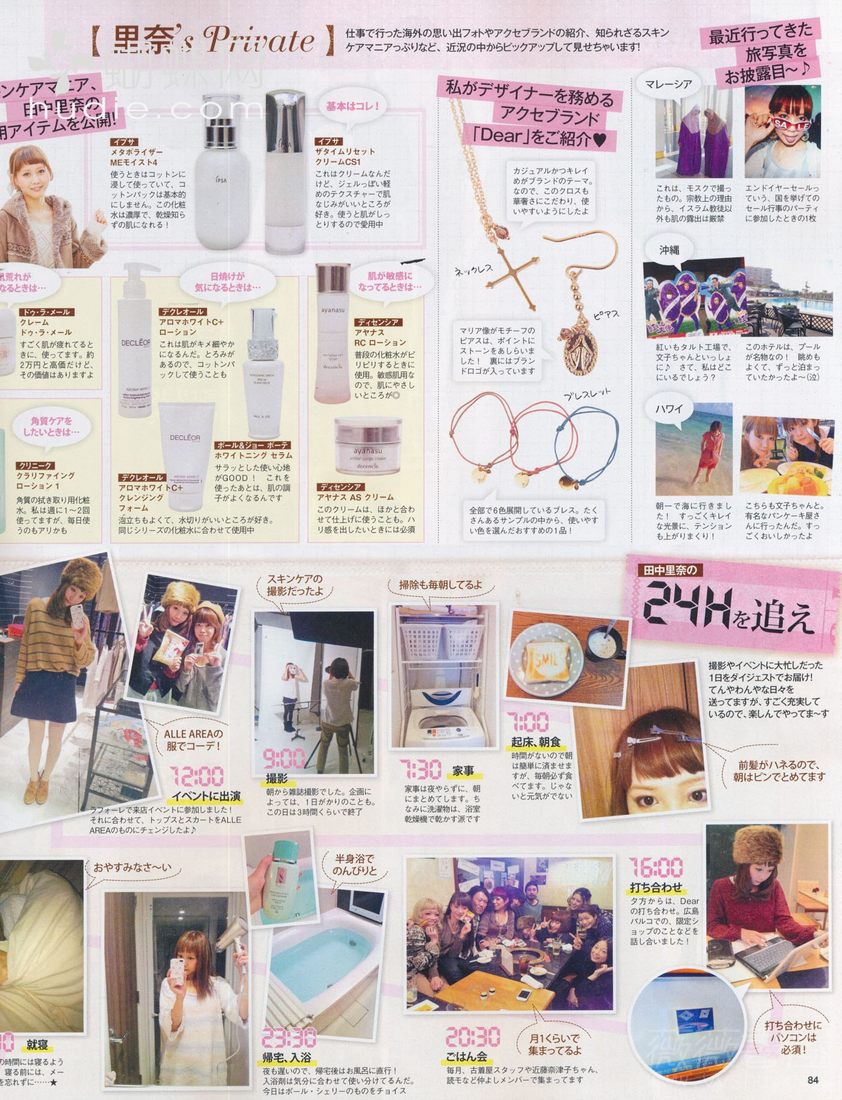 【 里奈's Private 】
仕事で行った海外の思い出フォトやアクセブランドの紹介、知られざるスキン
ケアマニアっぷりなど、近況の中からピックアップして見せちゃいます!
hudie.com
ンケアマニア、
田中里奈の
用アイテムを公開!
基本はコレ!
イプサ
メタボライザー
MEモイスト4
使うときはコットンに
浸して使っていて、コ
ットンパックは基本的
にしません。この化粧
水は濃厚で、乾燥知ら
ずの肌になれる!
IPSA
イプサ
ザタイムリセット
クリームCS1
これはクリームなんだ
けど、ジェルっぽい軽
めのテクスチャーで肌
なじみがいいところが
好き。使うと肌がしっ
とりするので愛用中
肌荒れが
なるときは…
ドゥ・ラ・メール
クレーム
ドゥ・ラ・メール
すごく肌が疲れてると
きに、使ってます。約
2万円と高価だけど、
その価値はありますよ
日焼けが
気になるときは…
デクレオール
アロマホワイトC+
ローション
これは肌がキメ細やか
になるんだ。とろみが
あるので、コットンパ
ックして使うことも
DECLÉOR
DECLÉOR
ポール&ジョー ボーテ
ホワイトニング セラム
サラッとした使い心地
がGOOD! これを
使ったあとは、肌の調
子がよくなるんです
デクレオール
アロマホワイトC+
クレンジング
フォーム
泡立ちもよくて、水切りがいいところが好き。
同じシリーズの化粧水に合わせて使用中
角質ケアを
したいときは…
クリニーク
クラリファイング
ローション 1
角質の拭き取り用化粧
水。私は週に1〜2回
使ってますが、毎日使
うのもアリかも
肌が敏感に
なってるときは…
ディセンシア
アヤナス
RC ローション
普段の化粧水がピ
リピリするときに
使用。敏感肌用な
ので、肌にやさし
いところが◎
ayanasu
ayanasu
decencia
ディセンシア
アヤナス AS クリーム
このクリームは、ほかと合わ
せて仕上げに使うことも。ハ
リ感を出したいときには必須
私がデザイナーを務める
アクセブランド
「Dear」をご紹介♥
カジュアルかつキレイ
めがブランドのテーマ。
なので、このクロスも
華奢さにこだわり、使
いやすいようにしたよ
ネックレス
ピアス
マリア像がモチーフの
ピアスは、ポイントに
ストーンをあしらいまし
た! 裏にはブラン
ドロゴが入っています
ブレスレット
全部で6色展開しているブレス。たく
さんあるサンプルの中から、使いやす
い色を選んだおすすめの1品!
最近行ってきた
旅写真を
お披露目〜♪
マレーシア
SALE
これは、モスクで撮っ
たもの。宗教上の理由
から、イスラム教徒以
外も肌の露出は厳禁
エンドイヤーセールっ
ていう、国を挙げての
セール行事のパーティ
に参加したときの1枚
沖縄
紅いもタルト工場で、
文子ちゃんといっしょ
に♪ さて、私はどこ
にいるでしょう?
このホテルは、プール
が名物なの! 眺めもよ
くて、ずっと泊まっ
ていたかったよ〜(泣)
ハワイ
朝一で海に行きまし
た! すっごくキレイ
な光景に、テンション
も上がりまくり!
こちらも文子ちゃんと。
有名なパンケーキ屋さ
んに行ったんだ。すっ
ごくおいしかったよ
田中里奈の
24Hを追え
撮影やイベントに大忙しだった
1日をダイジェストでお届け!
てんやわんやな日々を
送ってますが、すごく充実して
いるので、楽しんでやってま〜す
前髪がハネるので、
朝はピンでとめてます
SMILE
7:00
起床、朝食
時間がないので朝
は簡単に済ませま
すが、毎朝必ず食
べてます。じゃな
いと元気がでない
掃除も毎朝してるよ
7:30 家事
家事は夜やらずに、朝
にまとめてします。ち
なみに洗濯物は、浴室
乾燥機で乾かす派です
スキンケアの
撮影だったよ
9:00
撮影
朝から雑誌撮影でした。企画に
よっては、1日がかりのことも。
この日は3時間くらいで終了
ALLE AREAの
服でコーデ!
12:00
イベントに出演
ラフォーレで来店イベントに参加しました!
それに合わせて、トップスとスカートをALLE
AREAのものにチェンジしたよ♪
16:00
打ち合わせ
夕方からは、Dear
の打ち合わせ。広島
パルコでの、限定シ
ョップのことなどを
話し合いました!
打ち合わせに
パソコンは
必須!
月1くらいで
集まってるよ
20:30
ごはん会
毎月、古着屋スタッフや近藤奈津子ちゃん、
読モなど仲よしメンバーで集まってます
半身浴で
のんびりと
23:30
帰宅、入浴
夜も遅いので、帰宅後はお風呂に直行!
入浴剤は気分に合わせて使い分けてるんだ。
今日はポール・シェリーのものをチョイス
おやすみなさ〜い
就寝
の時間には寝るよう
寝る前には、メー
を忘れずに……★
84